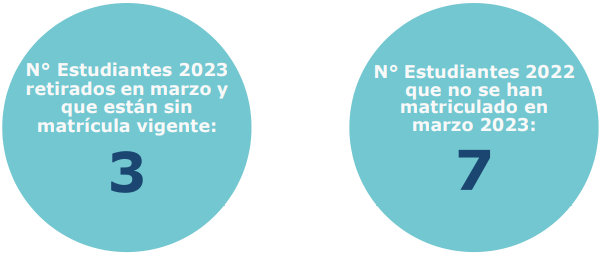 N° Estudiantes 2023
retirados en marzo y
que están sin
matrícula vigente:
3
N° Estudiantes 2022
que no se han
matriculado en
marzo 2023:
7